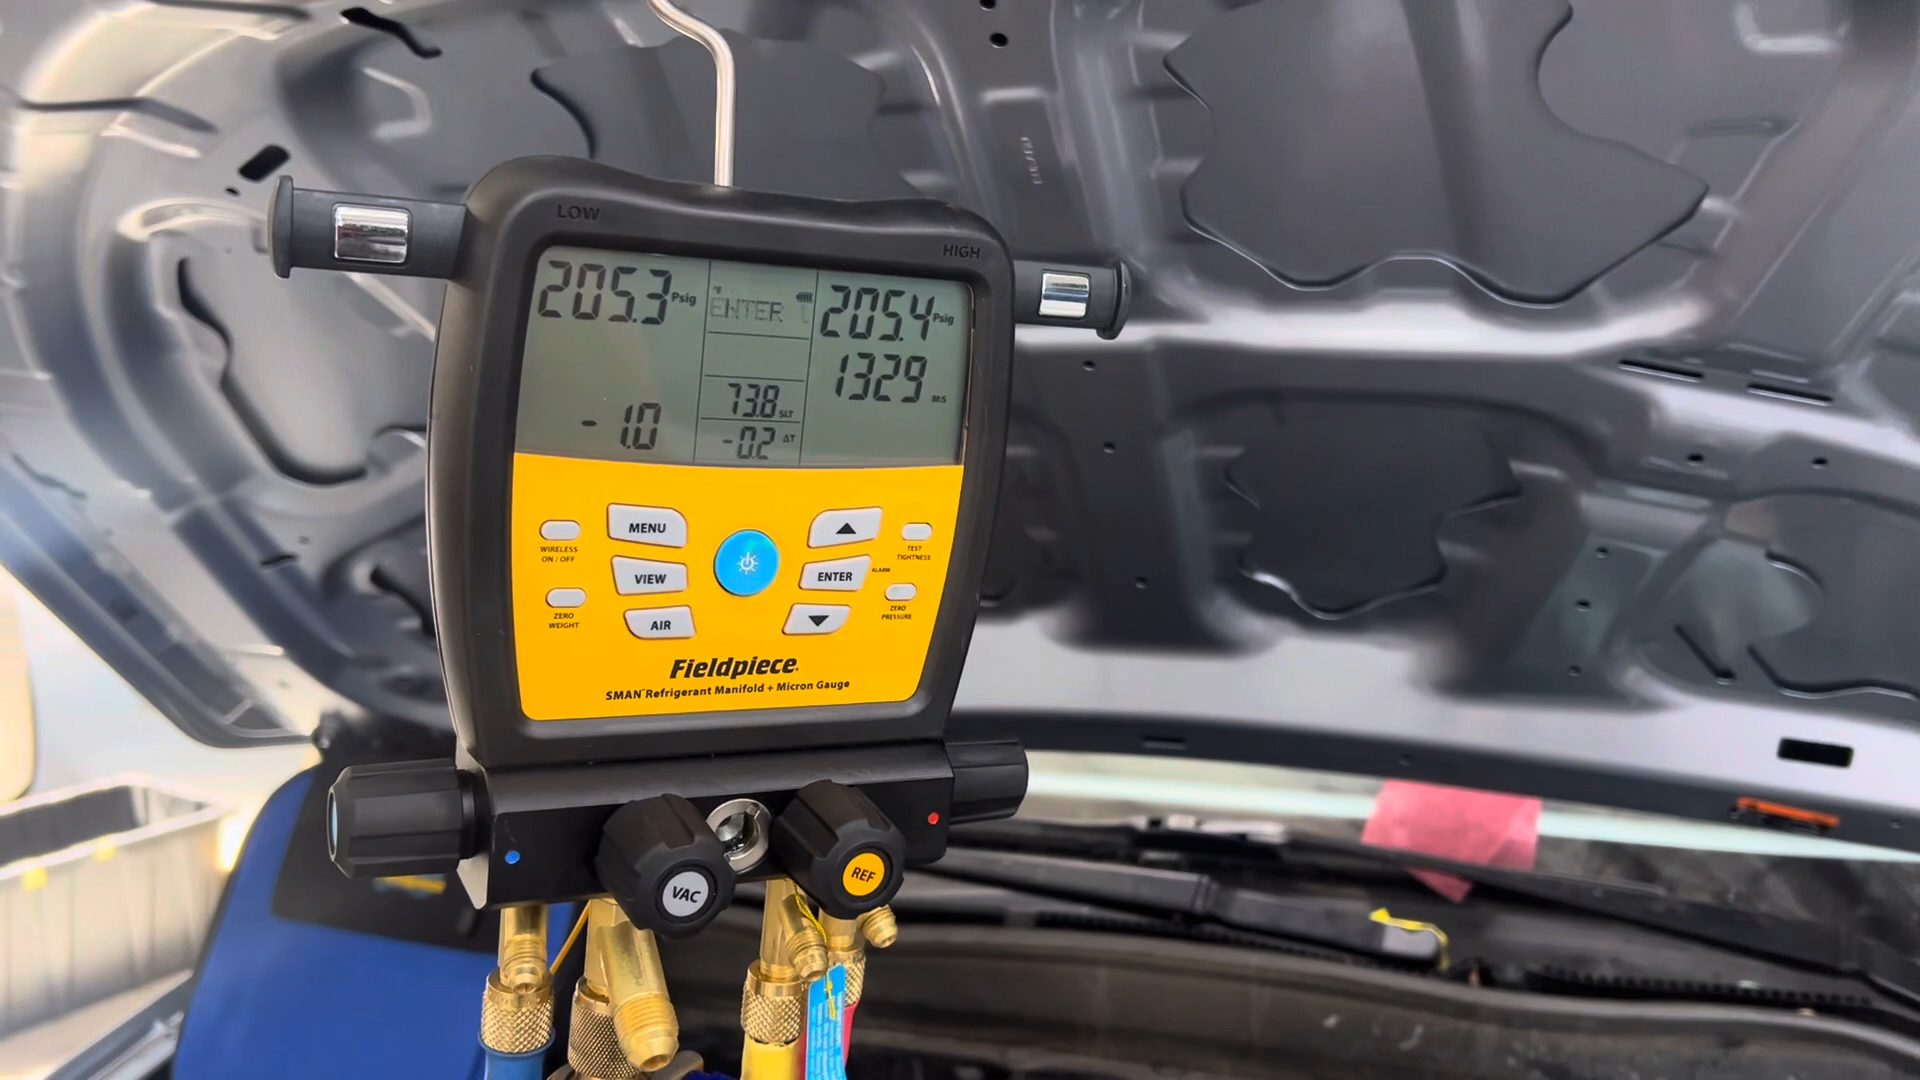 LOW
HIGH
205.3 Psig
°F
ENTER
205.4 Psig
1329 M:S
73.8 SLT
-1.0
-0.2 ΔT
MENU
WIRELESS
ON / OFF
VIEW
ZERO
WEIGHT
AIR
TEST
TIGHTNESS
ENTER
ALARM
ZERO
PRESSURE
Fieldpiece
SMAN™ Refrigerant Manifold + Micron Gauge
VAC
REF